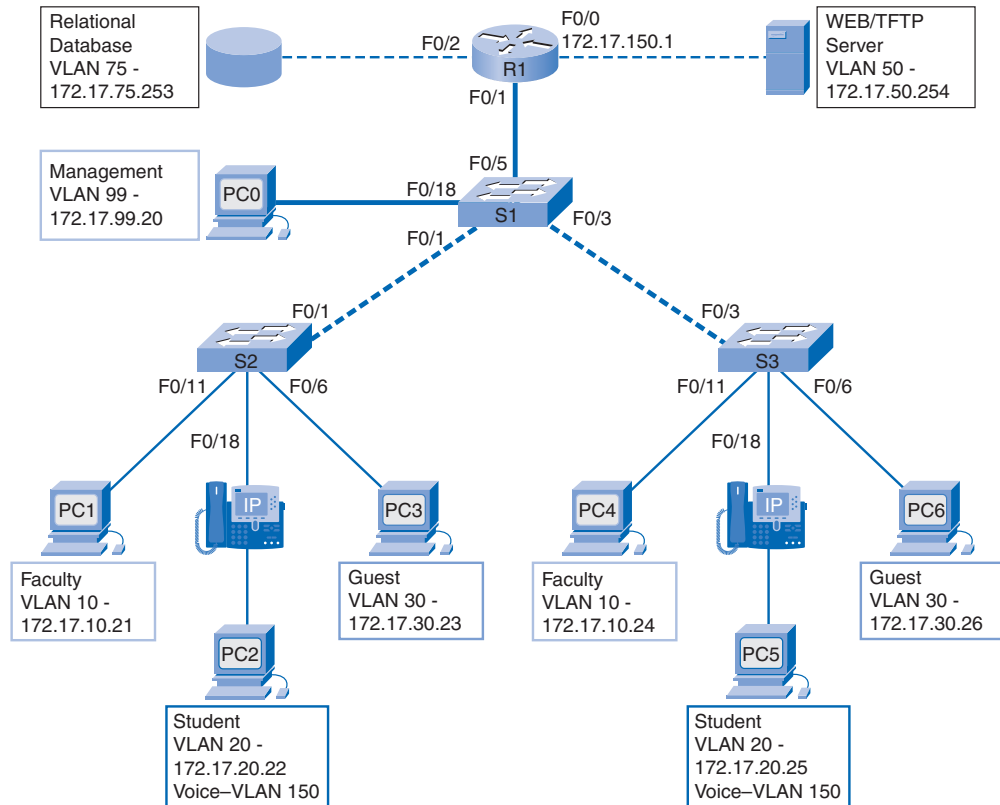 Relational
Database
VLAN 75 -
172.17.75.253
F0/2
F0/0
172.17.150.1
R1
WEB/TFTP
Server
VLAN 50 -
172.17.50.254
F0/1
F0/5
Management
VLAN 99 -
172.17.99.20
PC0
F0/18
S1
F0/1
F0/3
F0/1
F0/3
S2
S3
F0/11
F0/6
F0/18
F0/11
F0/6
F0/18
PC1
IP
PC3
PC4
IP
PC6
Faculty
VLAN 10 -
172.17.10.21
Guest
VLAN 30 -
172.17.30.23
Faculty
VLAN 10 -
172.17.10.24
Guest
VLAN 30 -
172.17.30.26
PC2
PC5
Student
VLAN 20 -
172.17.20.22
Voice–VLAN 150
Student
VLAN 20 -
172.17.20.25
Voice–VLAN 150